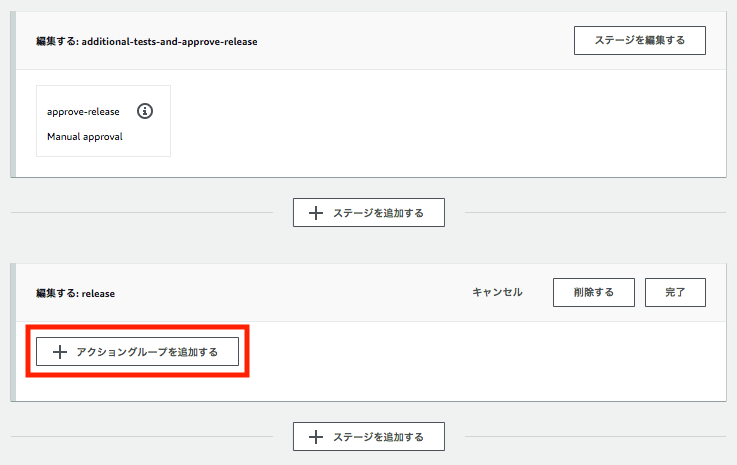 編集する: additional-tests-and-approve-release
ステージを編集する
approve-release
Manual approval
ステージを追加する
編集する: release
キャンセル
削除する
完了
アクショングループを追加する
ステージを追加する